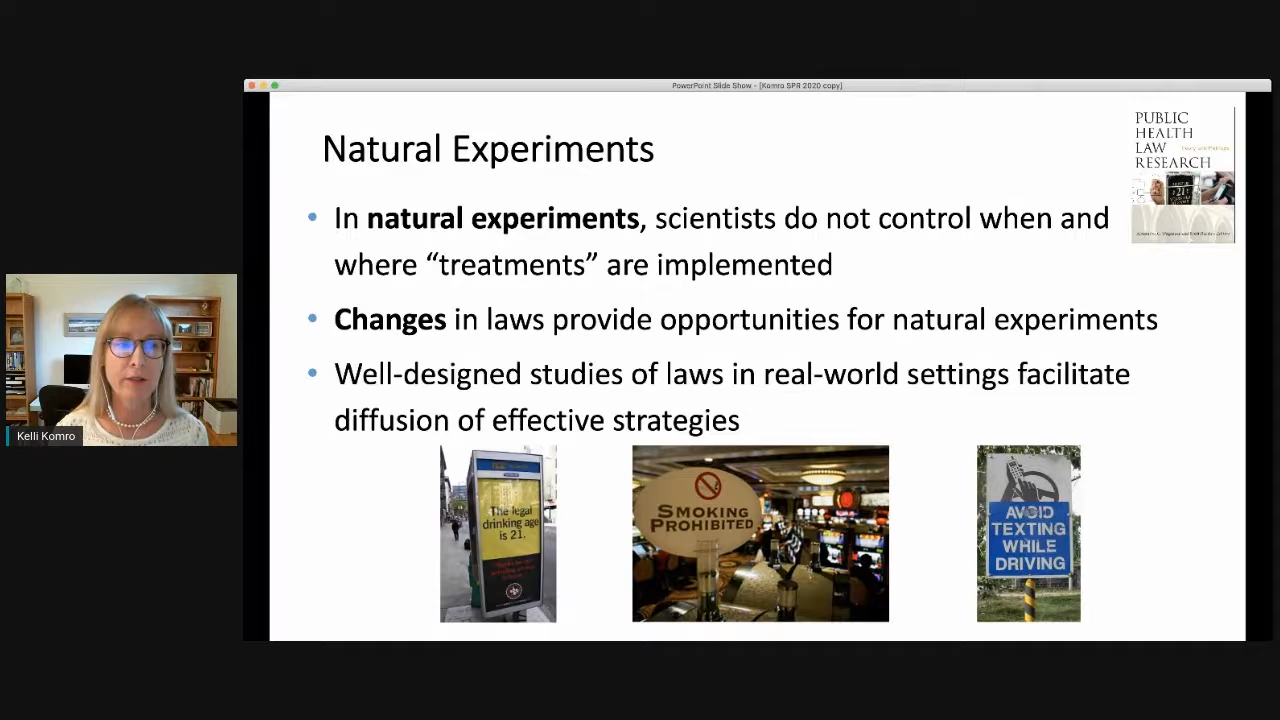 PowerPoint Slide Show - [Komro SPR 2020 copy]
Natural Experiments
PUBLIC
HEALTH
LAW
RESEARCH
• In natural experiments, scientists do not control when and
where “treatments” are implemented
• Changes in laws provide opportunities for natural experiments
• Well-designed studies of laws in real-world settings facilitate
diffusion of effective strategies
Kelli Komro
The legal
drinking age
is 21.
SMOKING
PROHIBITED
AVOID
TEXTING
WHILE
DRIVING